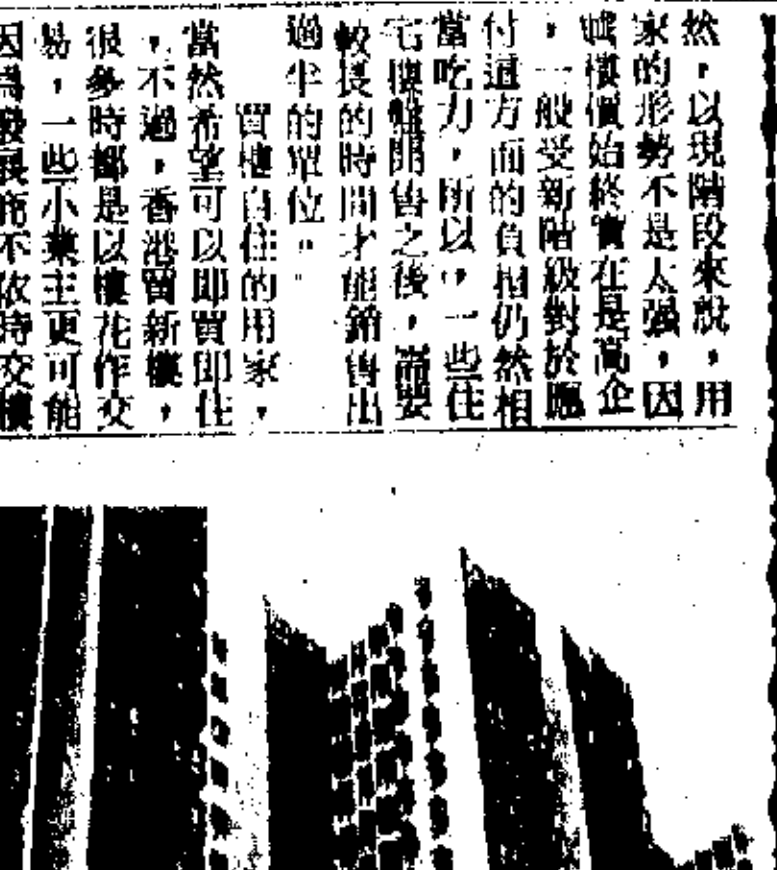 然，以現階段來說，用
家的形勢不是太强，因
樓價始終實在是高企
，一般受新階級對於應
付這方面的負担仍然相
當吃力，所以，一些住
宅樓盤開售之後，需要
較長的時間才能銷售出
過半的單位。
買樓自住的用家，
當然希望可以即買即住
，不過，香港買新樓，
很多時都是以樓花作交
易，一些小業主更可能
因為發展商不依時交樓